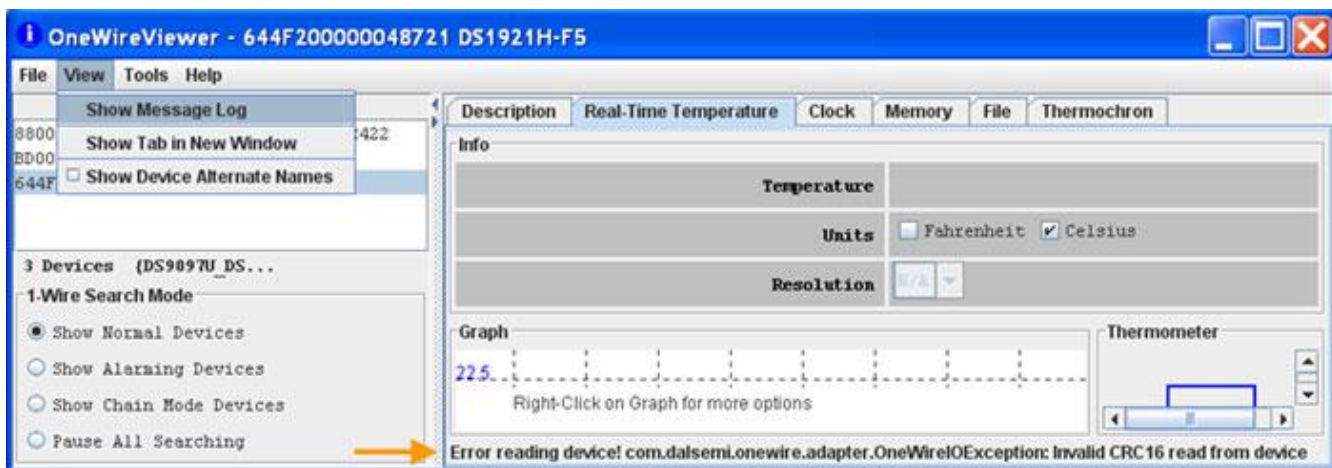 OneWireViewer - 644F200000048721 DS1921H-F5
File View Tools Help
Show Message Log
Show Tab in New Window
Show Device Alternate Names
8800
:422
BD00
644F
3 Devices (DS9097U_DS...
1-Wire Search Mode
Show Normal Devices
Show Alarming Devices
Show Chain Mode Devices
Pause All Searching
Description Real-Time Temperature Clock Memory File Thermochron
Info
Temperature
Units Fahrenheit Celsius
Resolution N/A
Graph
22.5
Right-Click on Graph for more options
Thermometer
Error reading device! com.dalsemi.onewire.adapter.OneWireIOException: Invalid CRC16 read from device